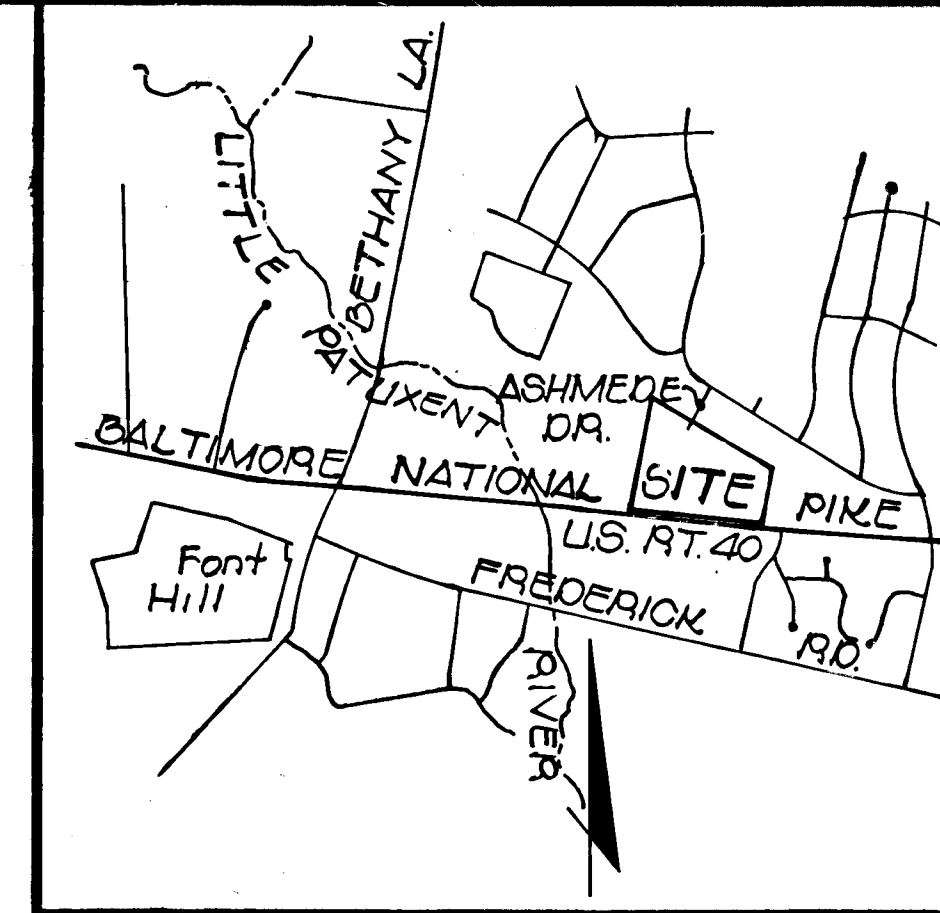 BETHANY LA.
LITTLE PATUXENT RIVER
ASHMEDE
DR.
BALTIMORE NATIONAL PIKE
SITE
U.S. RT. 40
Font
Hill
FREDERICK RD.